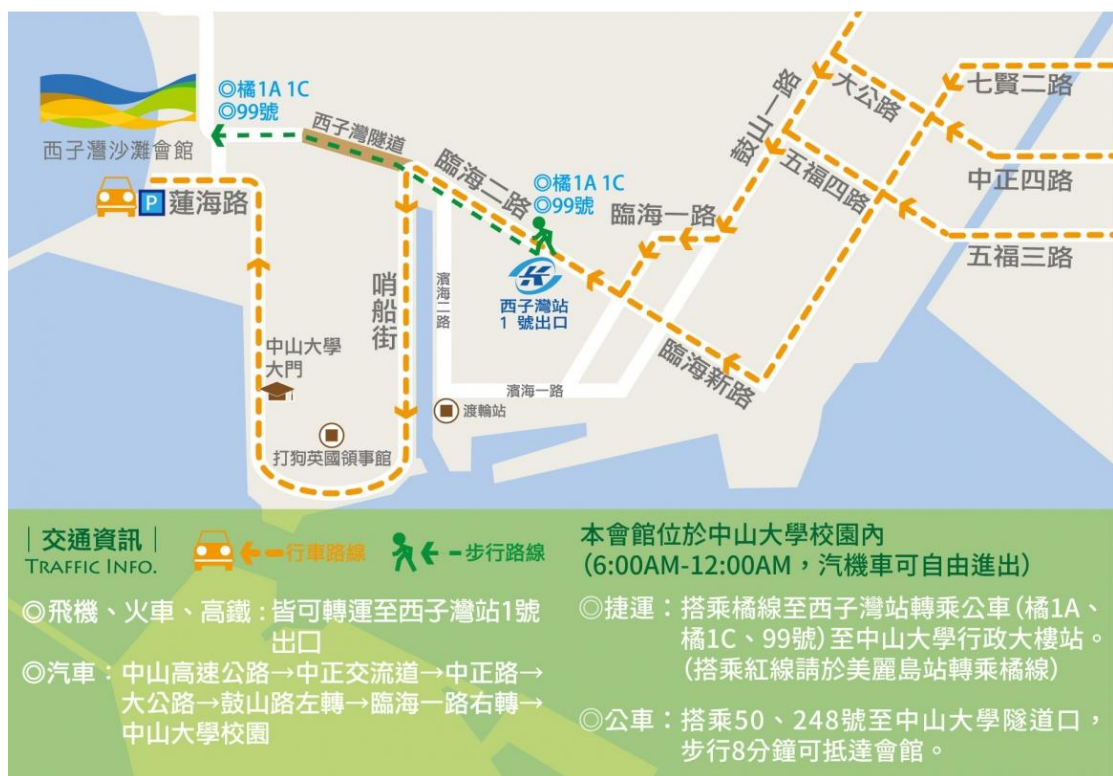 ◎橘1A 1C
◎99號
西子灣沙灘會館
P
蓮海路
西子灣隧道
臨海二路
◎橘1A 1C
◎99號
西子灣站
1 號出口
臨海一路
鼓山一路
大公路
七賢二路
中正四路
五福四路
五福三路
哨船街
濱海二路
臨海新路
中山大學
大門
濱海一路
渡輪站
打狗英國領事館
｜交通資訊｜
TRAFFIC INFO.
行車路線
步行路線
◎飛機、火車、高鐵：皆可轉運至西子灣站1號
出口
◎汽車：中山高速公路→中正交流道→中正路→
大公路→鼓山路左轉→臨海一路右轉→
中山大學校園
本會館位於中山大學校園內
(6:00AM-12:00AM，汽機車可自由進出)
◎捷運：搭乘橘線至西子灣站轉乘公車(橘1A、
橘1C、99號)至中山大學行政大樓站。
(搭乘紅線請於美麗島站轉乘橘線)
◎公車：搭乘50、248號至中山大學隧道口，
步行8分鐘可抵達會館。